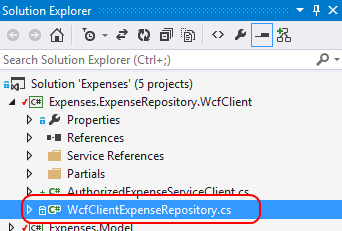 Solution Explorer
Search Solution Explorer (Ctrl+;)
Solution 'Expenses' (5 projects)
Expenses.ExpenseRepository.WcfClient
Properties
References
Service References
Partials
AuthorizedExpenseServiceClient.cs
WcfClientExpenseRepository.cs
Expenses.Model